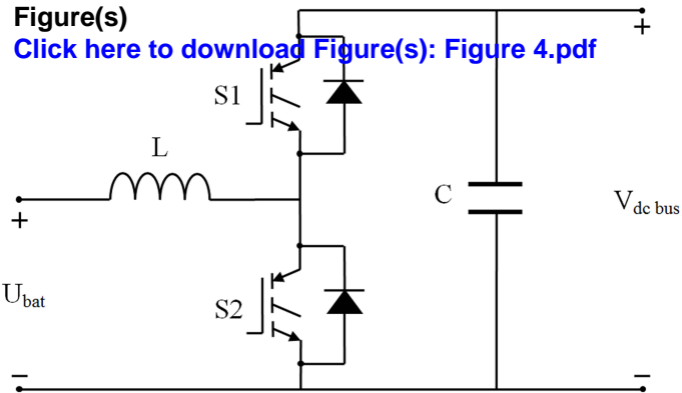 Figure(s)
Click here to download Figure(s): Figure 4.pdf
+
S1
L
C
V dc bus
+
U bat
S2
−
−